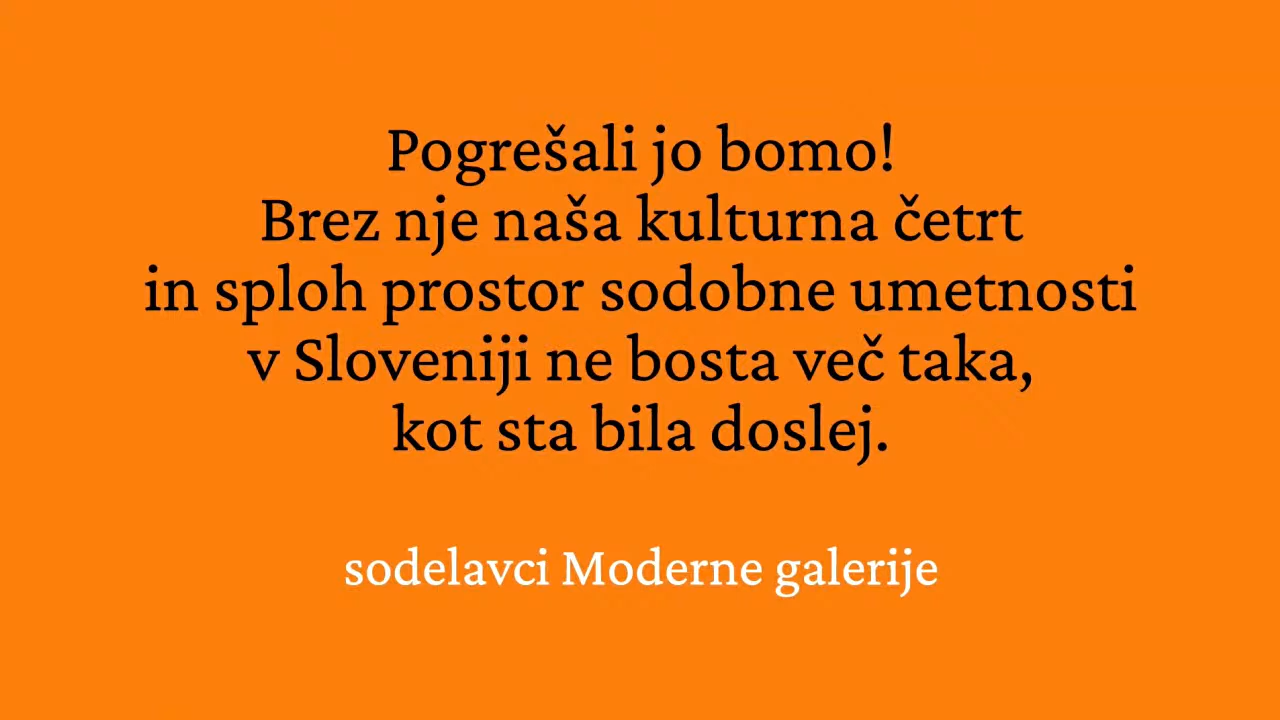 Pogrešali jo bomo!
Brez nje naša kulturna četrt
in sploh prostor sodobne umetnosti
v Sloveniji ne bosta več taka,
kot sta bila doslej.
sodelavci Moderne galerije